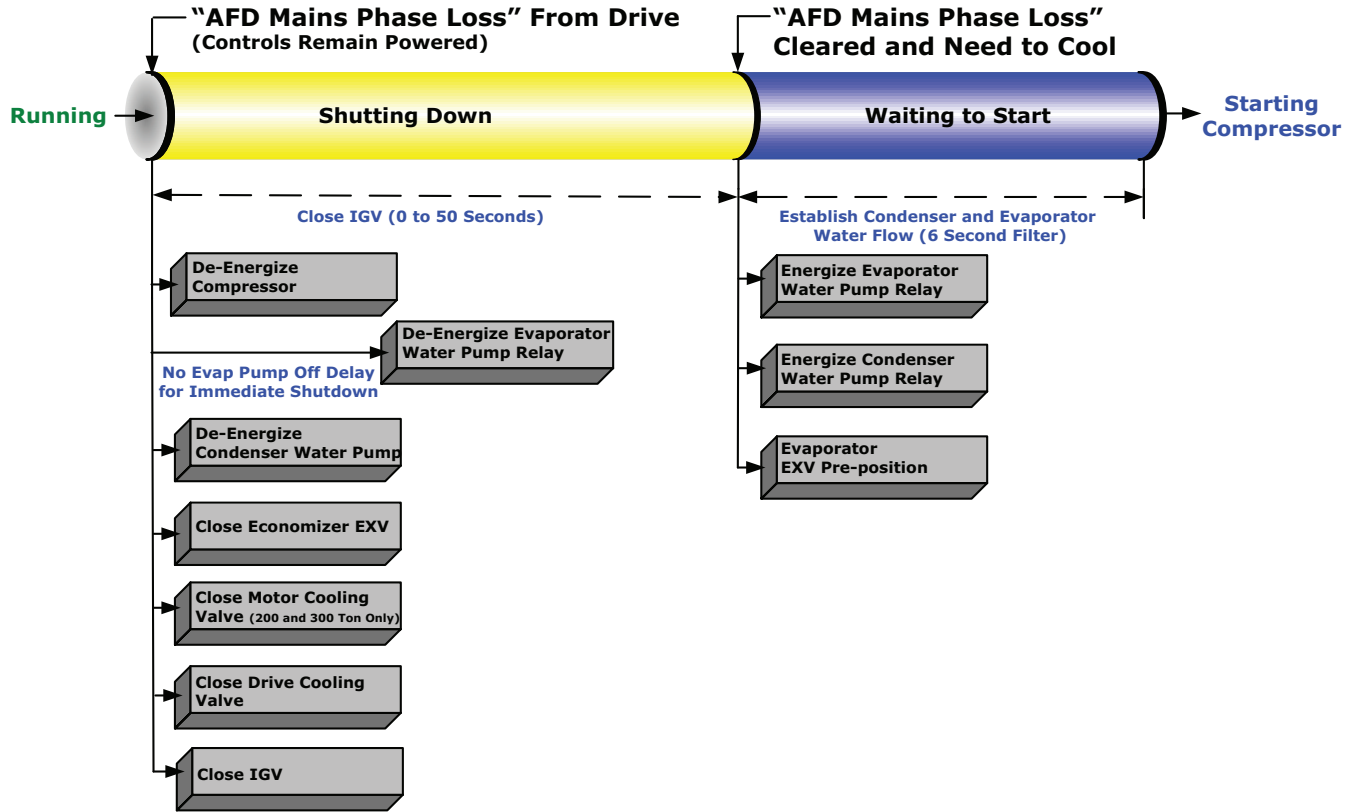 “AFD Mains Phase Loss” From Drive
(Controls Remain Powered)
“AFD Mains Phase Loss”
Cleared and Need to Cool
Running
Shutting Down
Waiting to Start
Starting
Compressor
Close IGV (0 to 50 Seconds)
Establish Condenser and Evaporator
Water Flow (6 Second Filter)
De-Energize
Compressor
De-Energize Evaporator
Water Pump Relay
No Evap Pump Off Delay
for Immediate Shutdown
De-Energize
Condenser Water Pump
Close Economizer EXV
Close Motor Cooling
Valve (200 and 300 Ton Only)
Close Drive Cooling
Valve
Close IGV
Energize Evaporator
Water Pump Relay
Energize Condenser
Water Pump Relay
Evaporator
EXV Pre-position